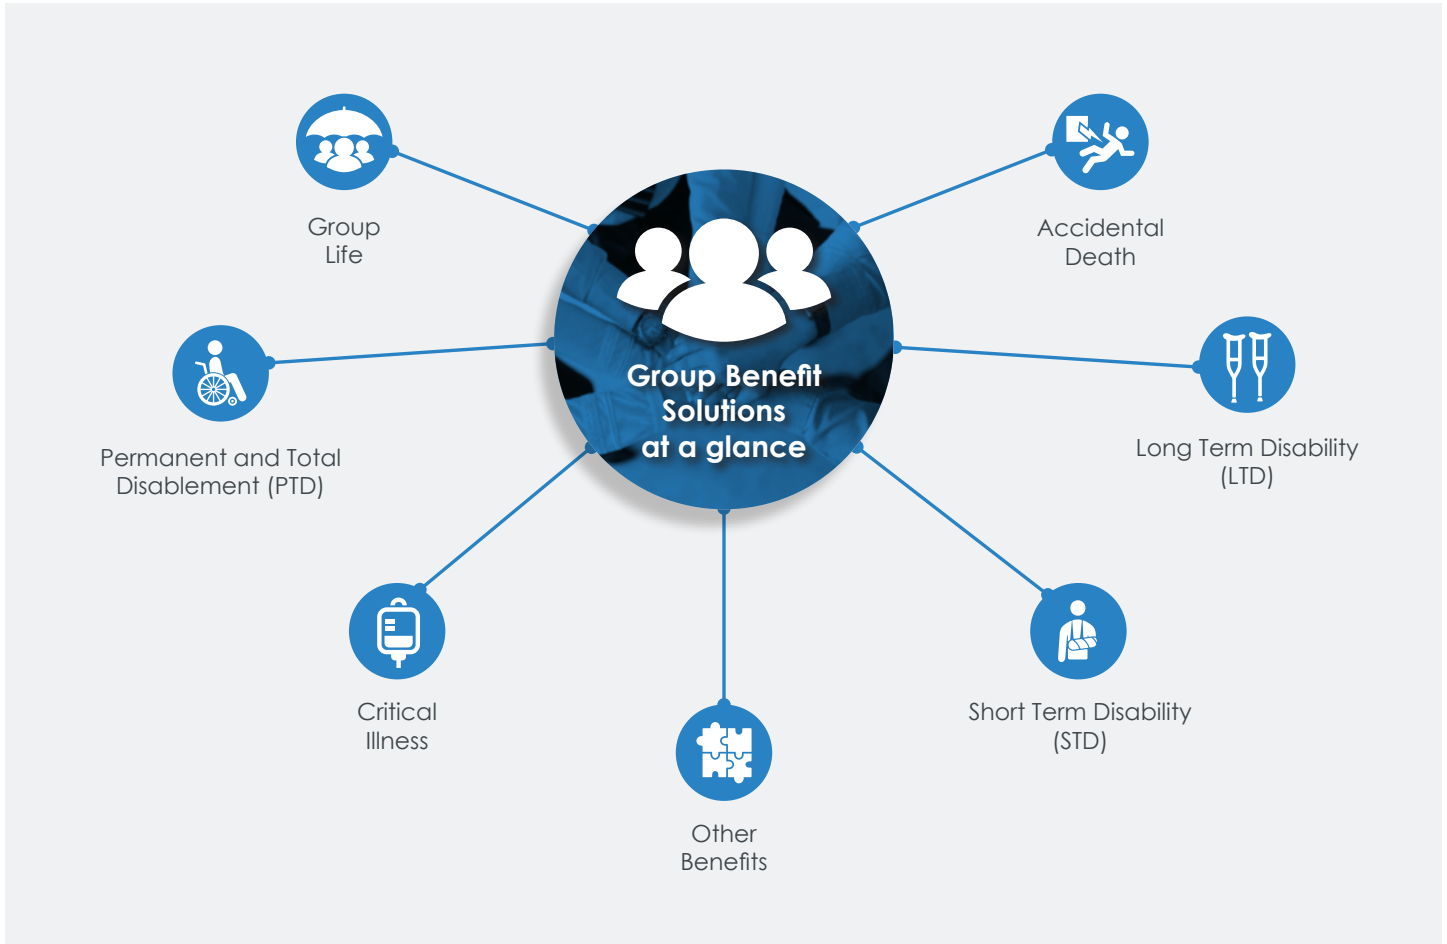 Group
Life
Accidental
Death
Group Benefit
Solutions
at a glance
Permanent and Total
Disablement (PTD)
Long Term Disability
(LTD)
Critical
Illness
Short Term Disability
(STD)
Other
Benefits